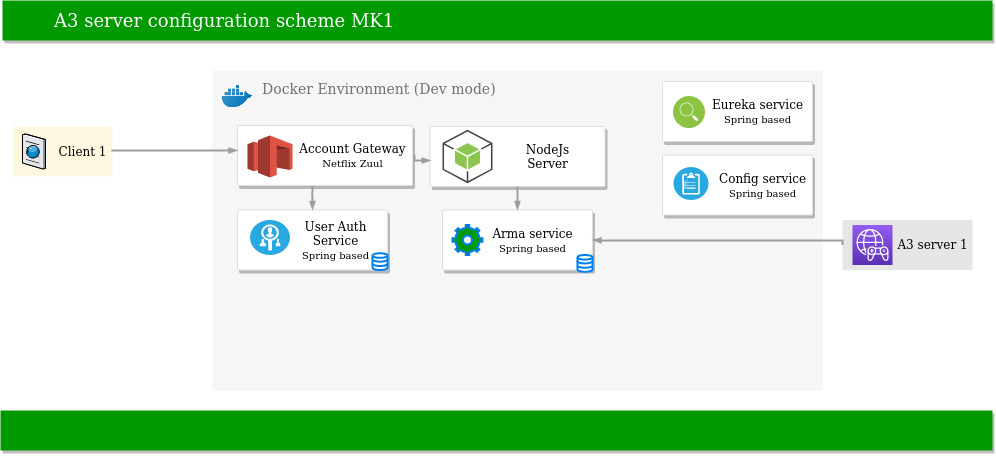 A3 server configuration scheme MK1
Docker Environment (Dev mode)
Client 1
Account Gateway
Netflix Zuul
NodeJs
Server
Eureka service
Spring based
Config service
Spring based
User Auth
Service
Spring based
Arma service
Spring based
A3 server 1